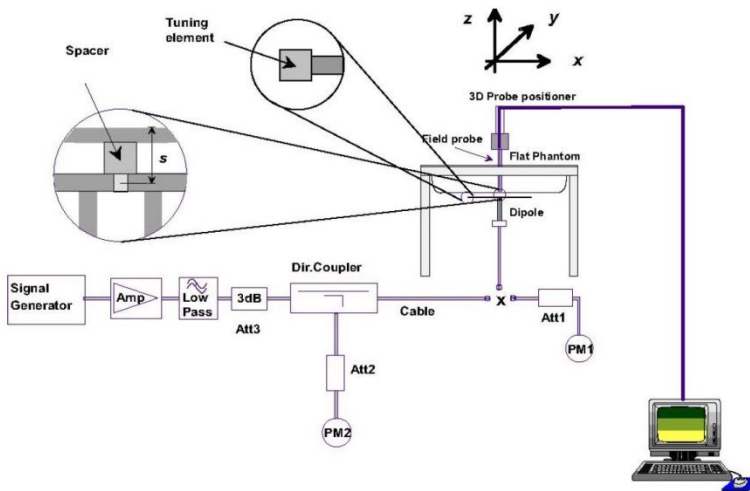 Tuning
element
Spacer
s
z
y
x
3D Probe positioner
Field probe
Flat Phantom
Dipole
Signal
Generator
Amp
Low
Pass
3dB
Att3
Dir.Coupler
Cable
x
Att1
PM1
Att2
PM2